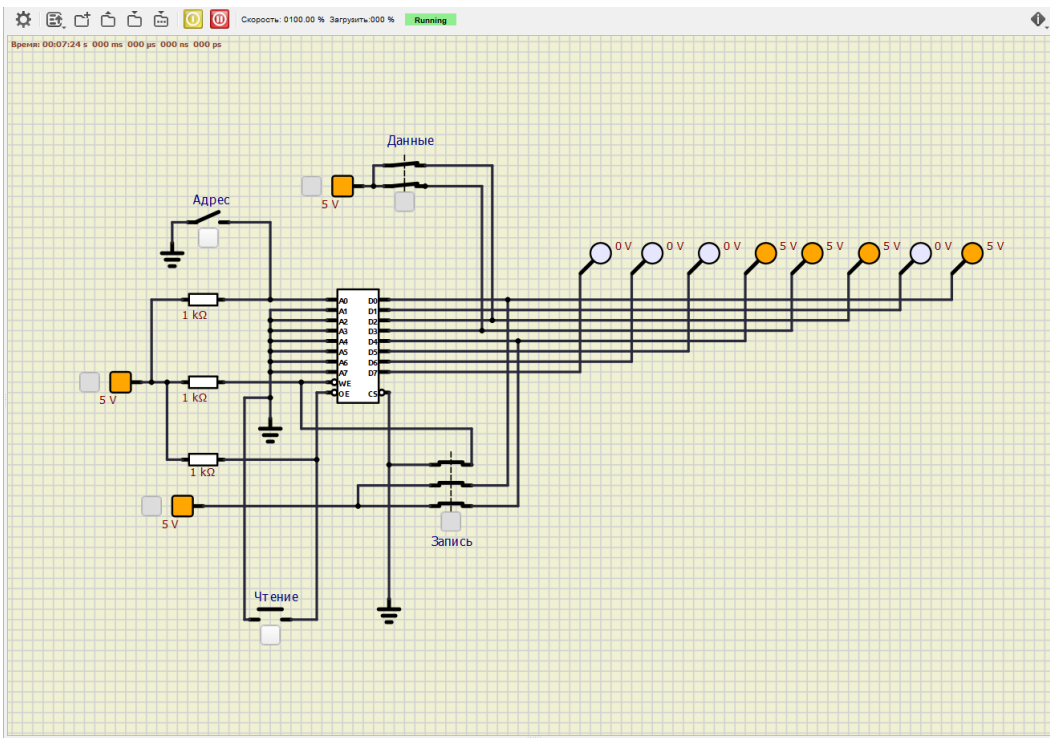 Скорость: 0100.00 % Загрузить:000 % Running
Время: 00:07:24 s 000 ms 000 µs 000 ns 000 ps
Данные
5 V
Адрес
0 V 0 V 0 V 5 V 5 V 5 V 0 V 5 V
1 kΩ
A0 D0
A1 D1
A2 D2
A3 D3
A4 D4
A5 D5
A6 D6
A7 D7
WE
OE CS
5 V
1 kΩ
1 kΩ
5 V
Запись
Чтение